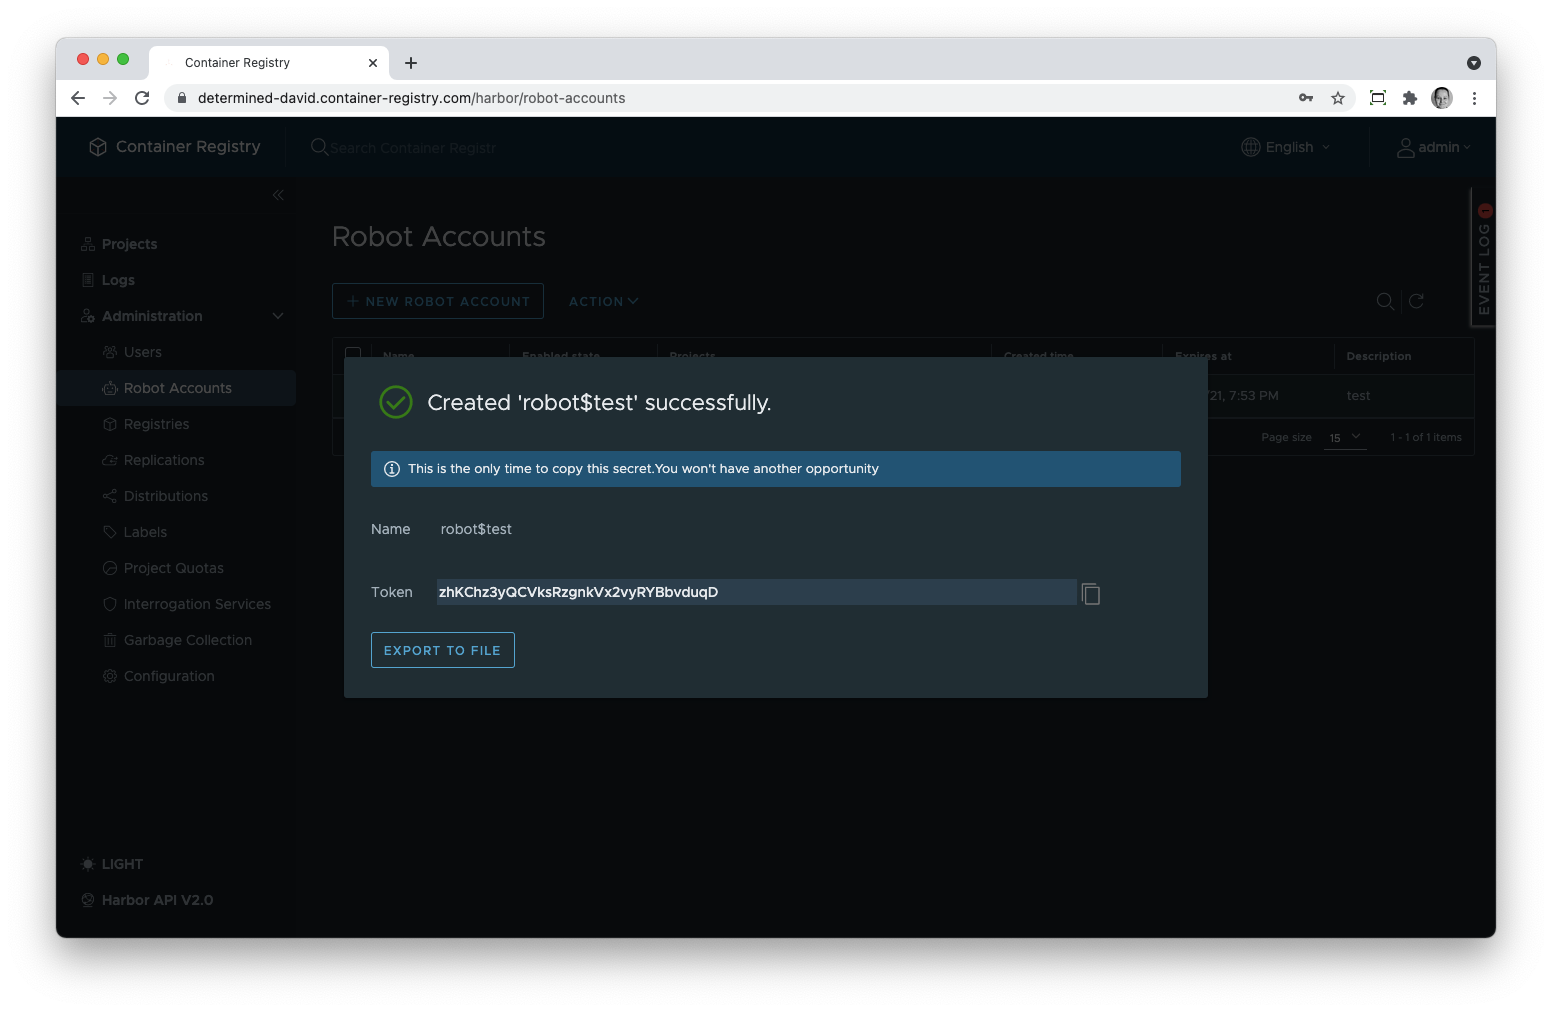 Container Registry
determined-david.container-registry.com/harbor/robot-accounts
Container Registry
Search Container Registr
English
admin
Projects
Logs
Administration
Users
Robot Accounts
Registries
Replications
Distributions
Labels
Project Quotas
Interrogation Services
Garbage Collection
Configuration
LIGHT
Harbor API V2.0
EVENT LOG
Robot Accounts
NEW ROBOT ACCOUNT ACTION
Name Enabled state Projects Created time Expires at Description
/21, 7:53 PM test
Page size 15 1 - 1 of 1 items
Created 'robot$test' successfully.
This is the only time to copy this secret.You won't have another opportunity
Name robot$test
Token zhKChz3yQCVksRzgnkVx2vyRYBbvduqD
EXPORT TO FILE